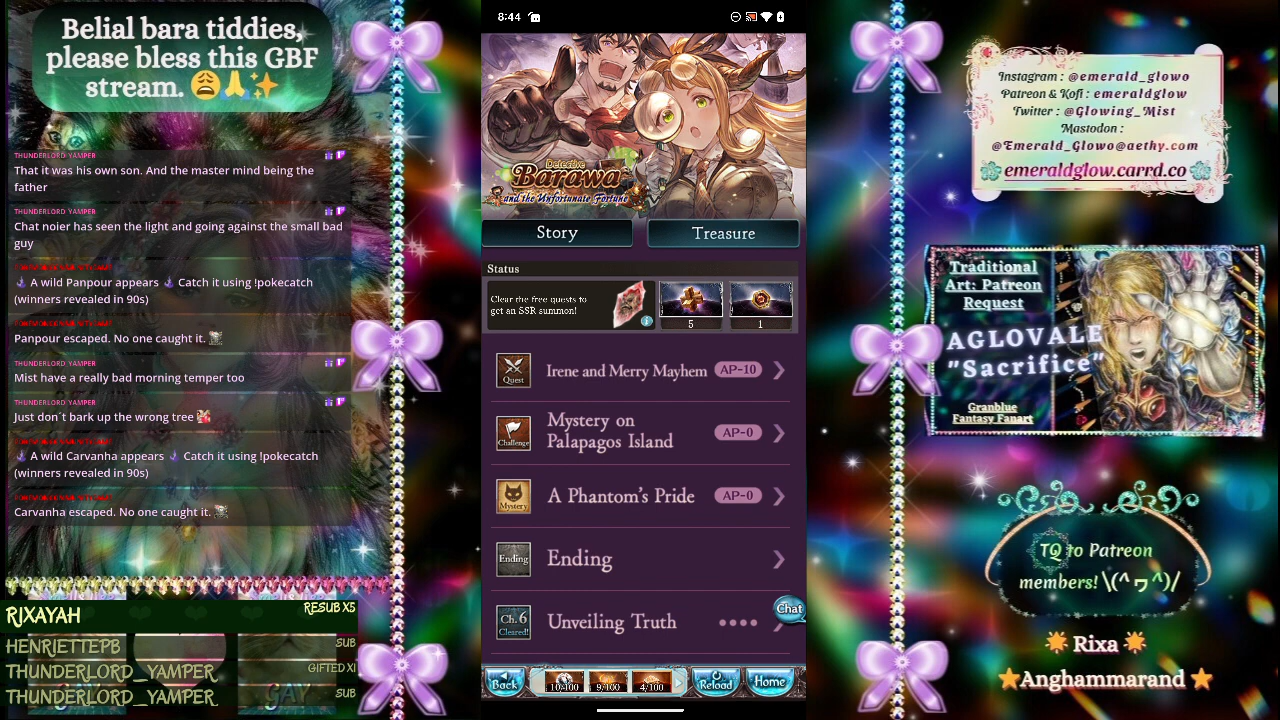 Belial bara tiddies,
please bless this GBF
stream. 😩🙏✨
THUNDERLORD_YAMPER
That it was his own son. And the master mind being the
father
THUNDERLORD_YAMPER
Chat noier has seen the light and going against the small bad
guy
A wild Panpour appears Catch it using !pokecatch
(winners revealed in 90s)
Panpour escaped. No one caught it.
THUNDERLORD_YAMPER
Mist have a really bad morning temper too
THUNDERLORD_YAMPER
Just don´t bark up the wrong tree
A wild Carvanha appears Catch it using !pokecatch
(winners revealed in 90s)
Carvanha escaped. No one caught it.
RIXAYAH RESUB X5
HENRIETTEPB SUB
THUNDERLORD_YAMPER GIFTED X1
THUNDERLORD_YAMPER SUB
8:44
Detective
Barawa
and the Unfortunate Fortune
Story
Treasure
Status
Clear the free quests to
get an SSR summon!
5
1
Quest
Irene and Merry Mayhem AP-10
Challenge
Mystery on
Palapagos Island
AP-0
Mystery
A Phantom's Pride AP-0
Ending
Ending
Ch. 6
Cleared!
Unveiling Truth
Chat
Back
10/100
9/100
4/100
Reload
Home
Instagram : @emerald_glowo
Patreon & Kofi : emeraldglow
Twitter : @Glowing_Mist
Mastodon :
@Emerald_Glowo@aethy.com
emeraldglow.carrd.co
Traditional
Art: Patreon
Request
AGLOVALE
"Sacrifice"
Granblue
Fantasy Fanart
TQ to Patreon
members! \(^ ヮ ^)/
Rixa
Anghammarand